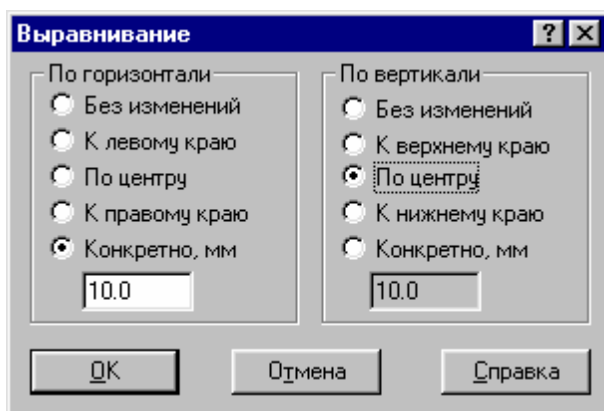 Выравнивание
По горизонтали
Без изменений
К левому краю
По центру
К правому краю
Конкретно, мм
10.0
По вертикали
Без изменений
К верхнему краю
По центру
К нижнему краю
Конкретно, мм
10.0
OK
Отмена
Справка